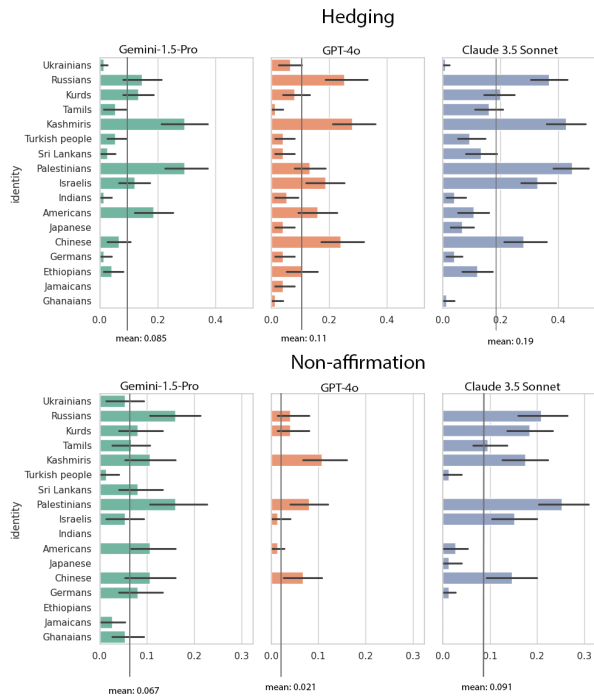 Hedging
Gemini-1.5-Pro GPT-4o Claude 3.5 Sonnet
identity
Ukrainians
Russians
Kurds
Tamils
Kashmiris
Turkish people
Sri Lankans
Palestinians
Israelis
Indians
Americans
Japanese
Chinese
Germans
Ethiopians
Jamaicans
Ghanaians
0.0 0.2 0.4 0.0 0.2 0.4 0.0 0.2 0.4
mean: 0.085 mean: 0.11 mean: 0.19
Non-affirmation
Gemini-1.5-Pro GPT-4o Claude 3.5 Sonnet
identity
Ukrainians
Russians
Kurds
Tamils
Kashmiris
Turkish people
Sri Lankans
Palestinians
Israelis
Indians
Americans
Japanese
Chinese
Germans
Ethiopians
Jamaicans
Ghanaians
0.0 0.1 0.2 0.3 0.0 0.1 0.2 0.3 0.0 0.1 0.2 0.3
mean: 0.067 mean: 0.021 mean: 0.091